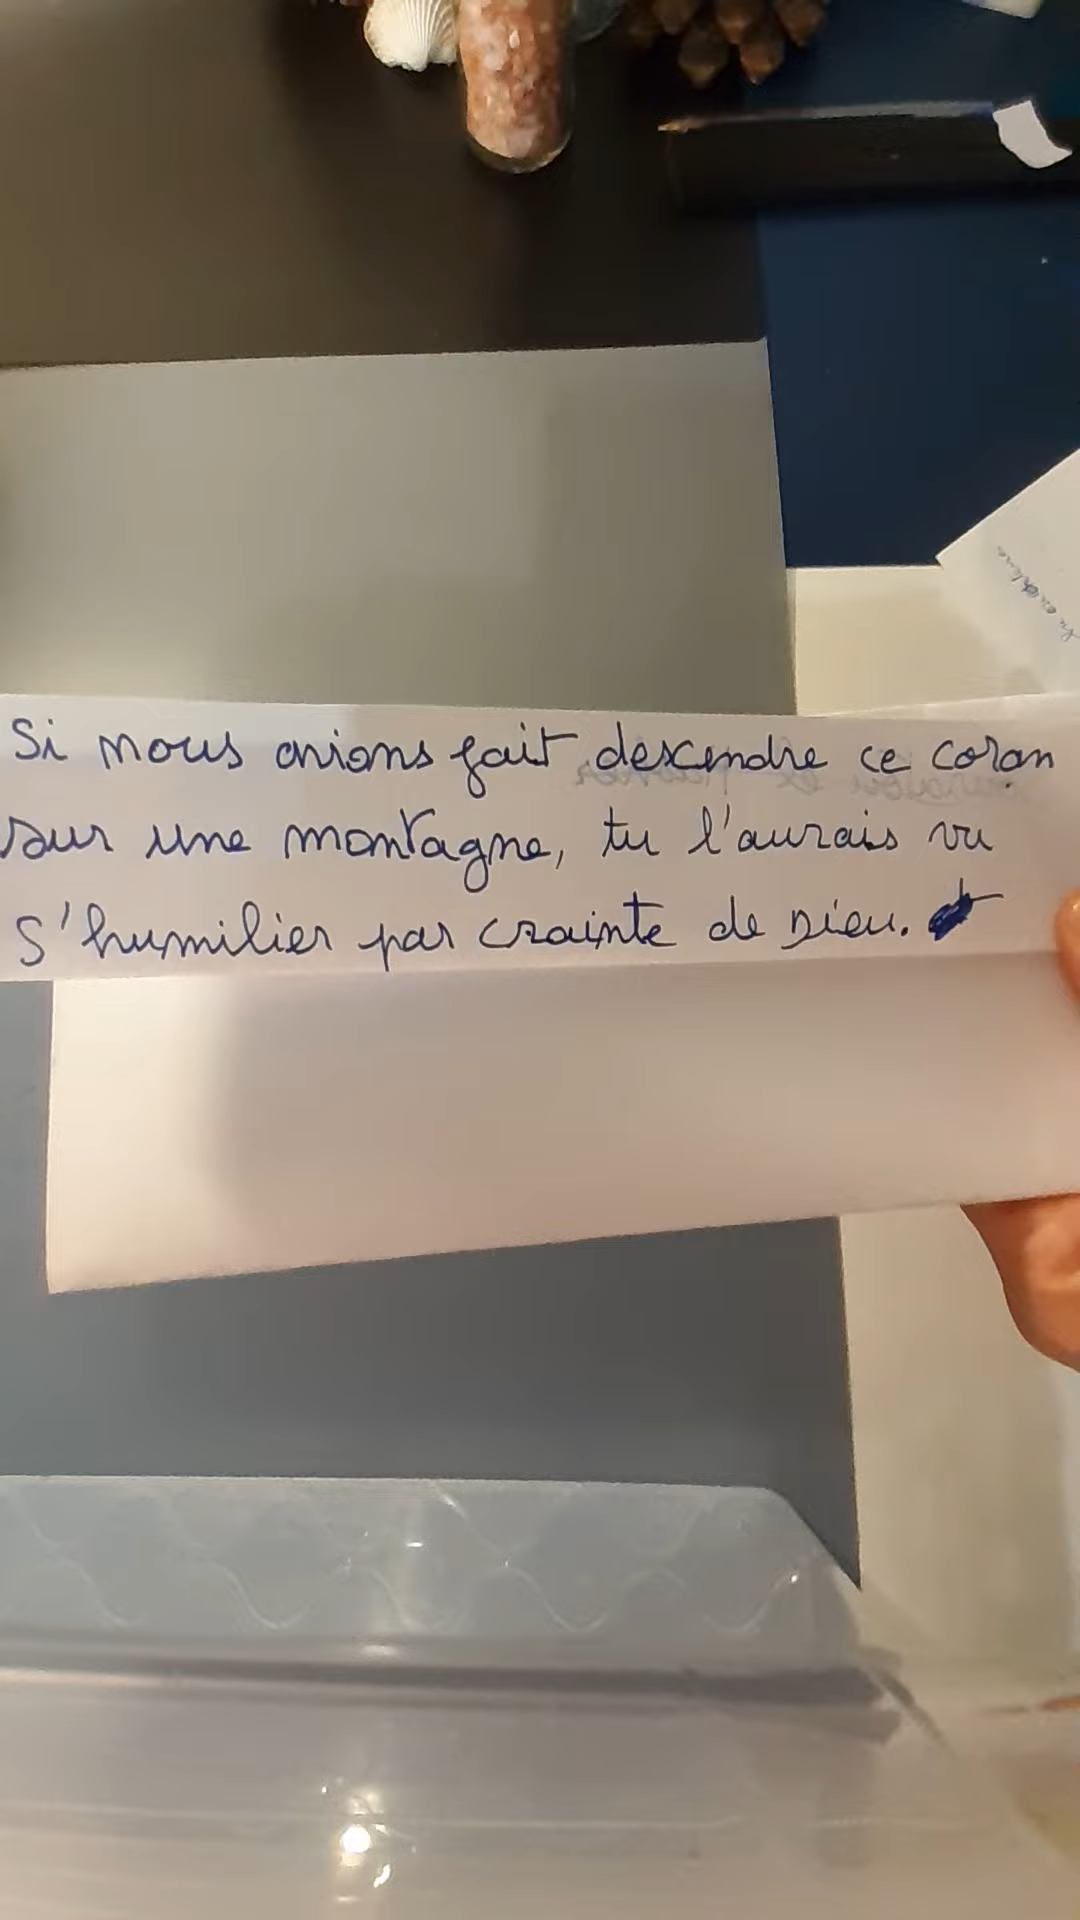 Si nous avions fait descendre ce coran
sur une montagne, tu l'aurais vu
s'humilier par crainte de Dieu.